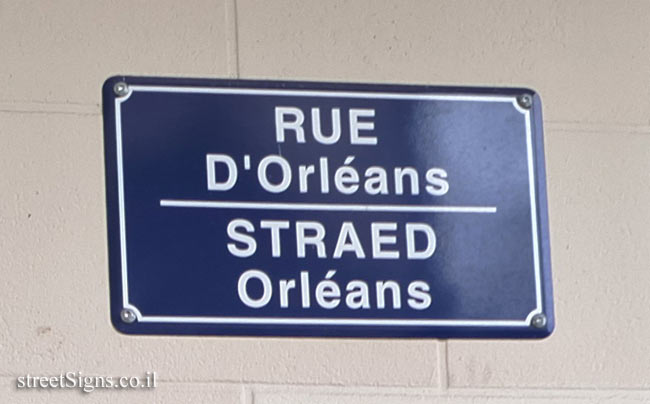 RUE
D'Orléans
STRAED
Orléans
streetSigns.co.il